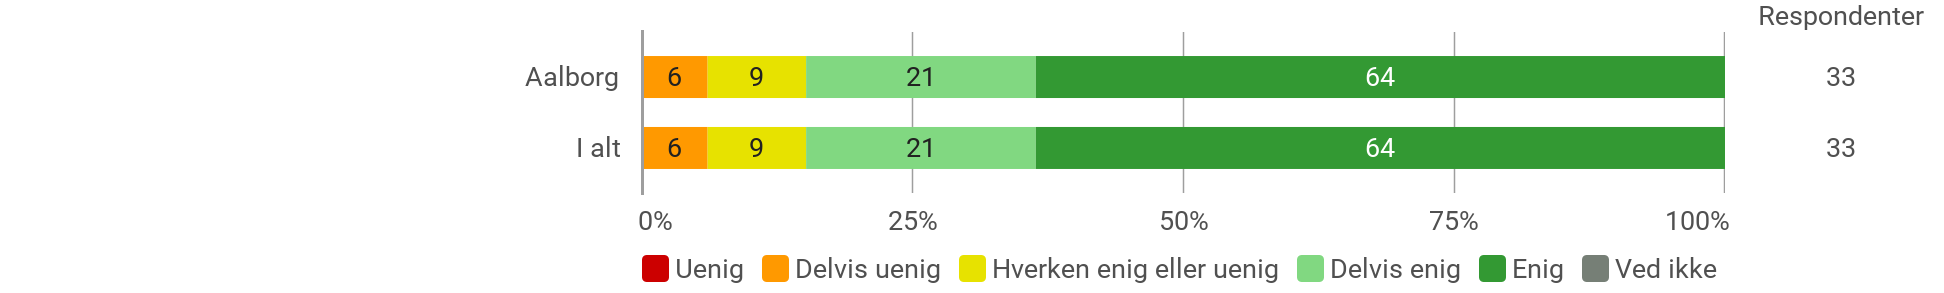 Respondenter
Aalborg 6 9 21 64 33
I alt 6 9 21 64 33
0% 25% 50% 75% 100%
Uenig Delvis uenig Hverken enig eller uenig Delvis enig Enig Ved ikke